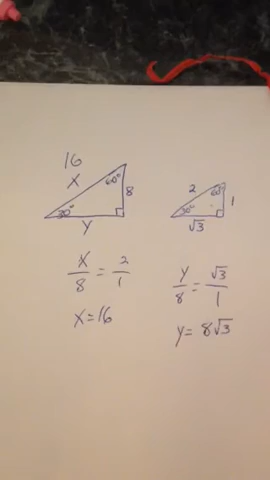 16
X
60°
8
30°
Y
2
60°
1
30°
√3
X/8 = 2/1
X=16
Y/8 = √3/1
Y= 8√3